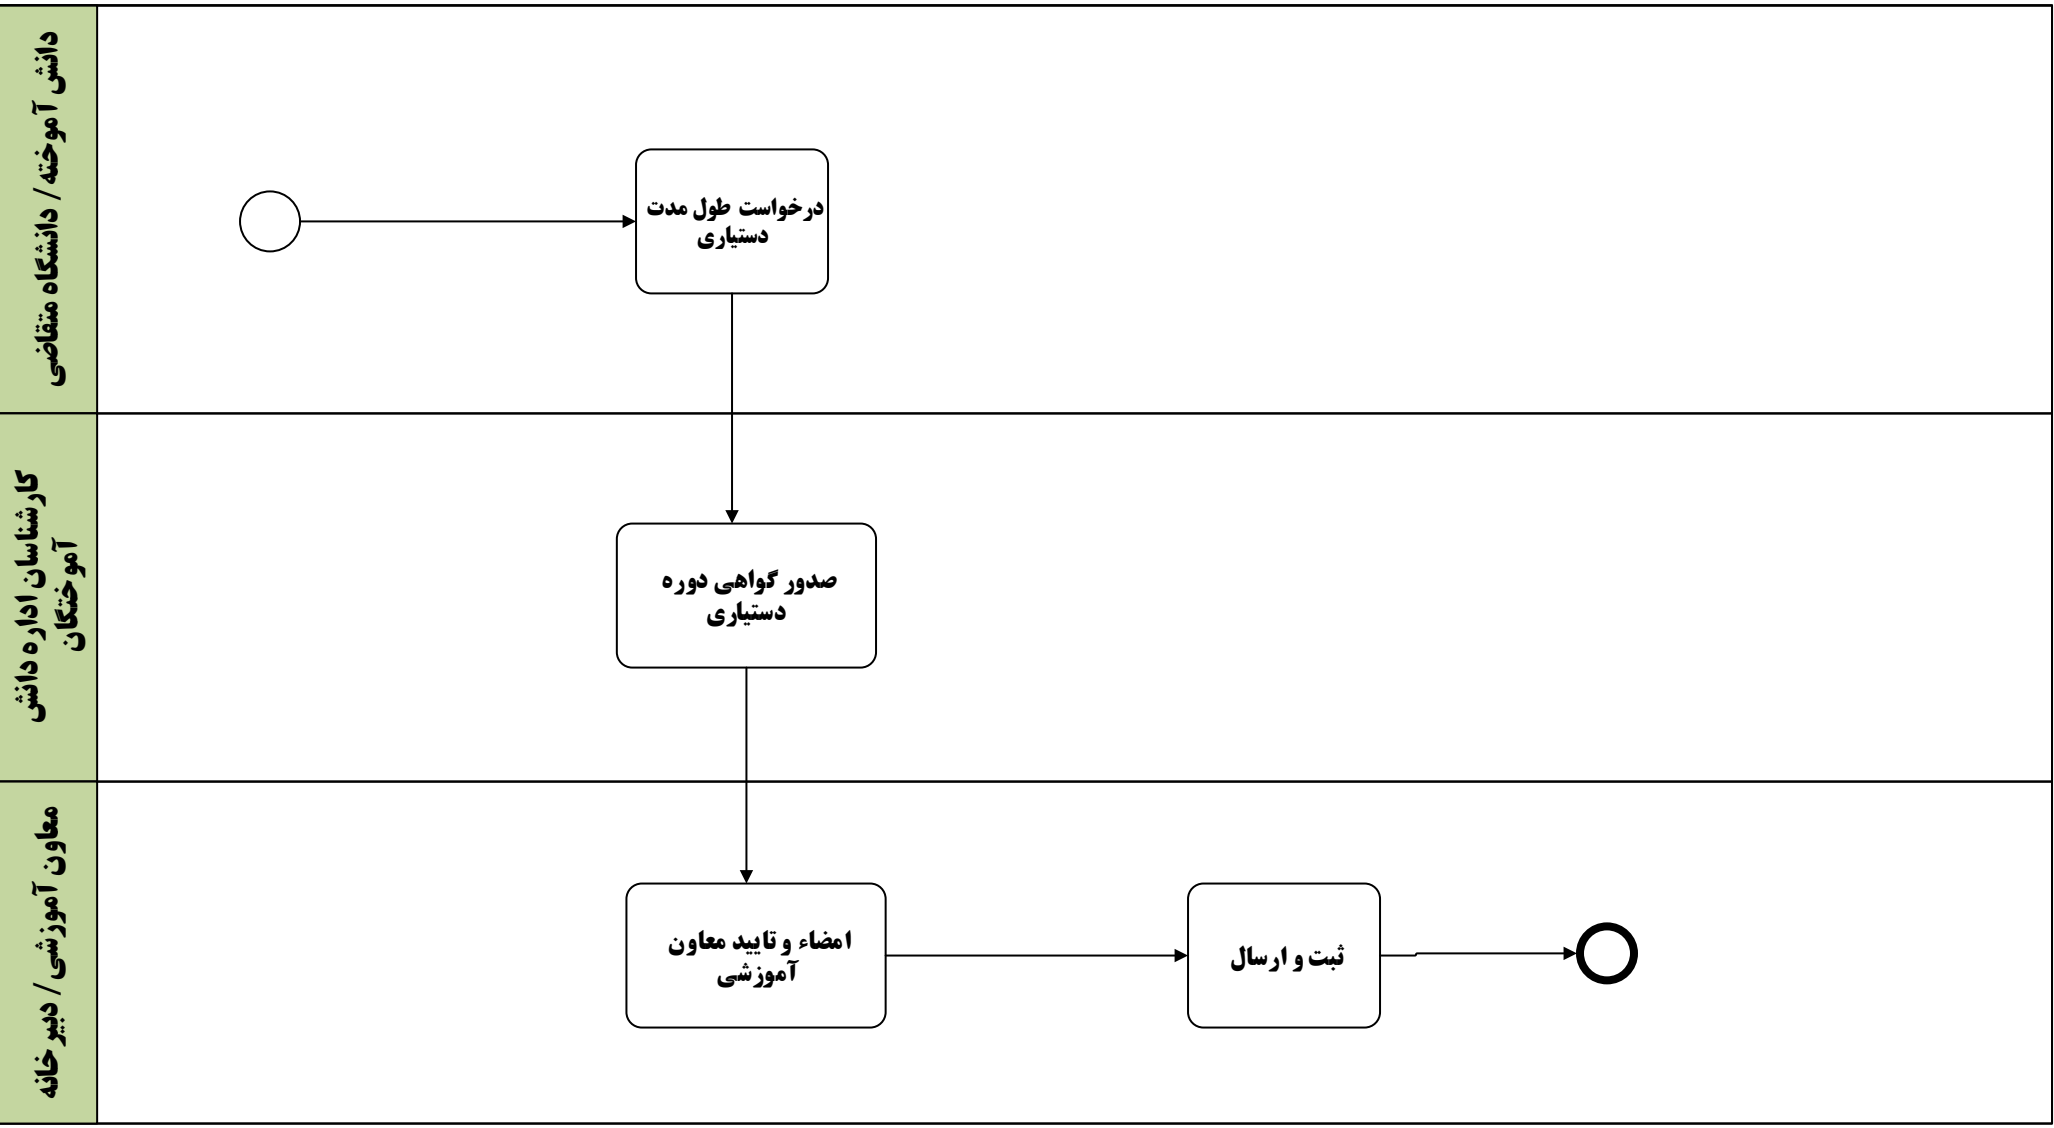 دانش آموخته / دانشگاه متقاضی
درخواست طول مدت
دستیاری
کارشناسان اداره دانش
آموختگان
صدور گواهی دوره
دستیاری
معاون آموزشی / دبیرخانه
امضاء و تایید معاون
آموزشی
ثبت و ارسال